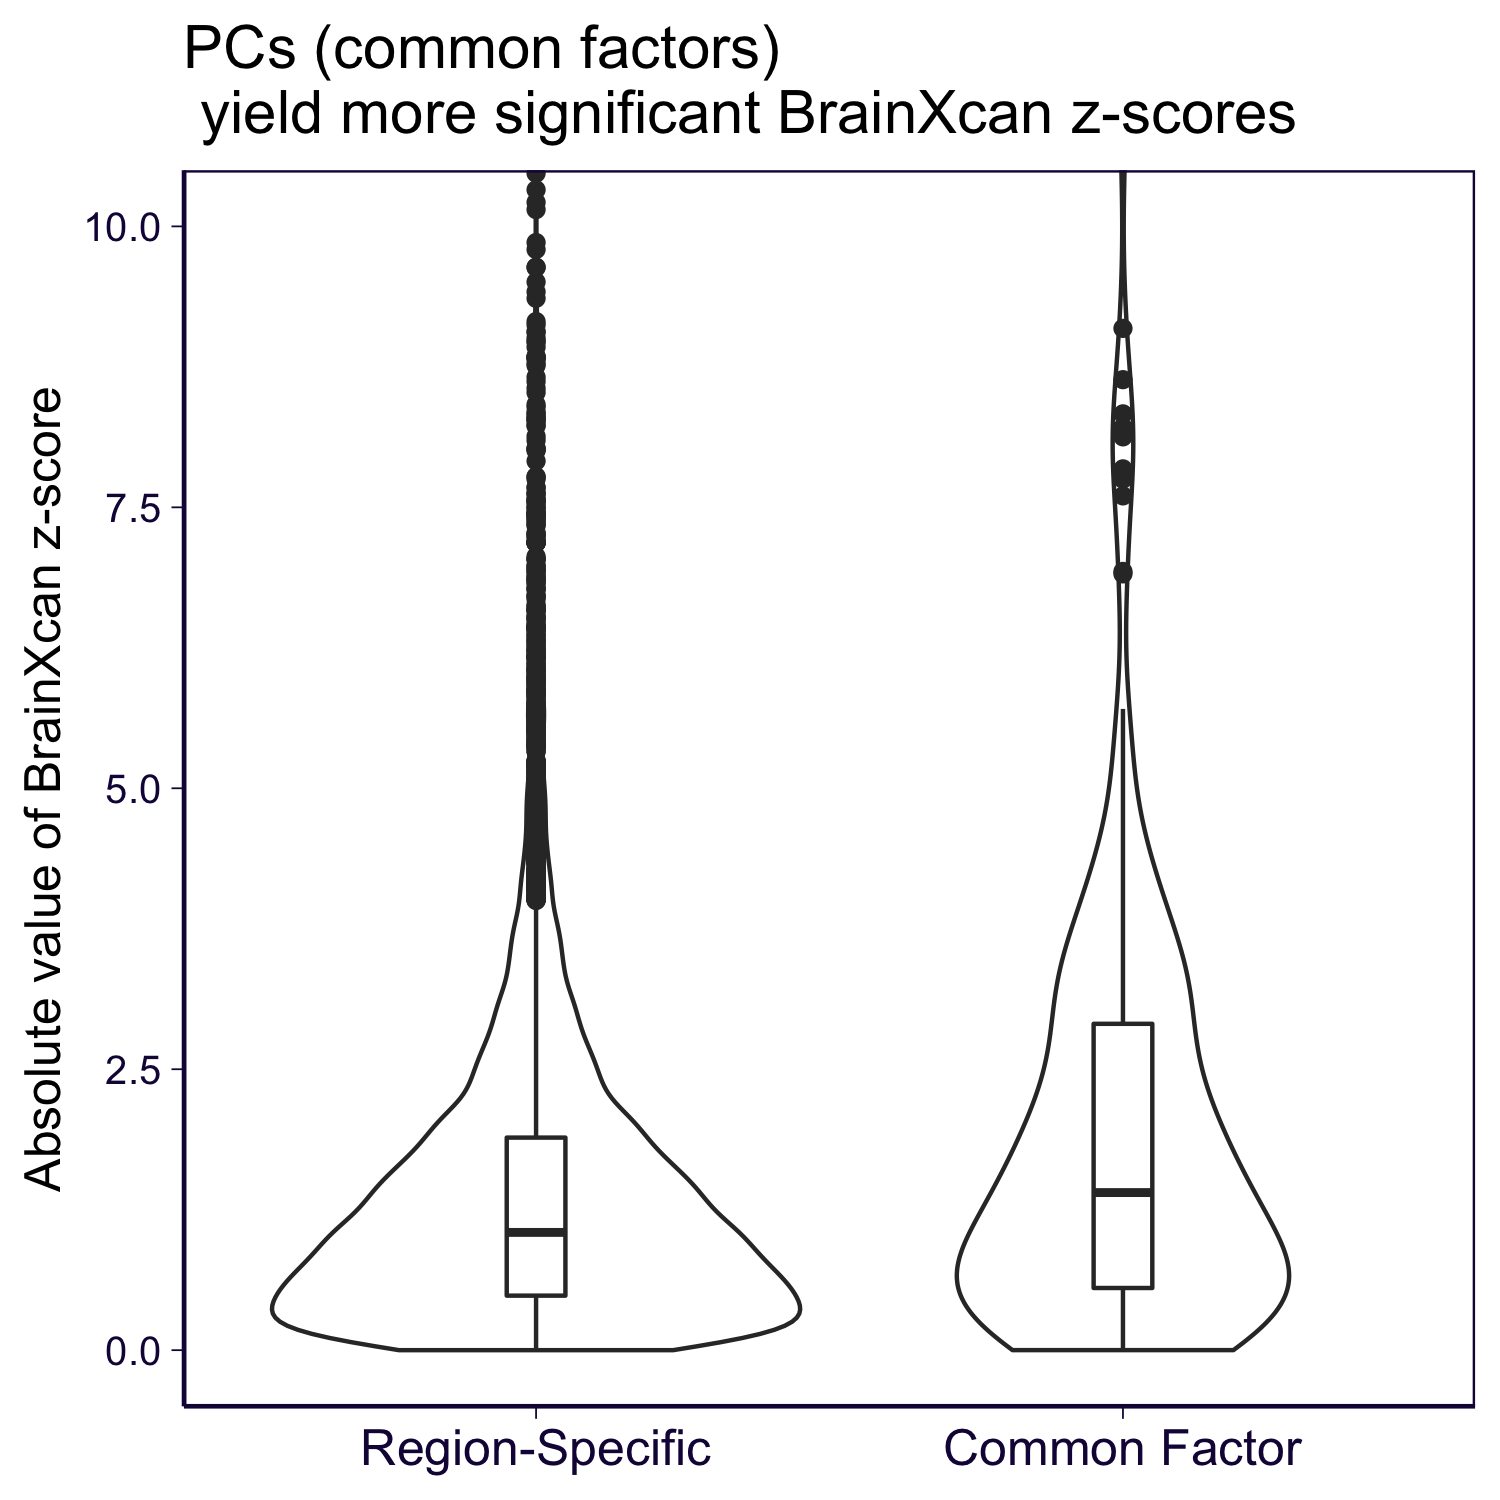 PCs (common factors)
yield more significant BrainXcan z-scores
Absolute value of BrainXcan z-score
10.0
7.5
5.0
2.5
0.0
Region-Specific
Common Factor